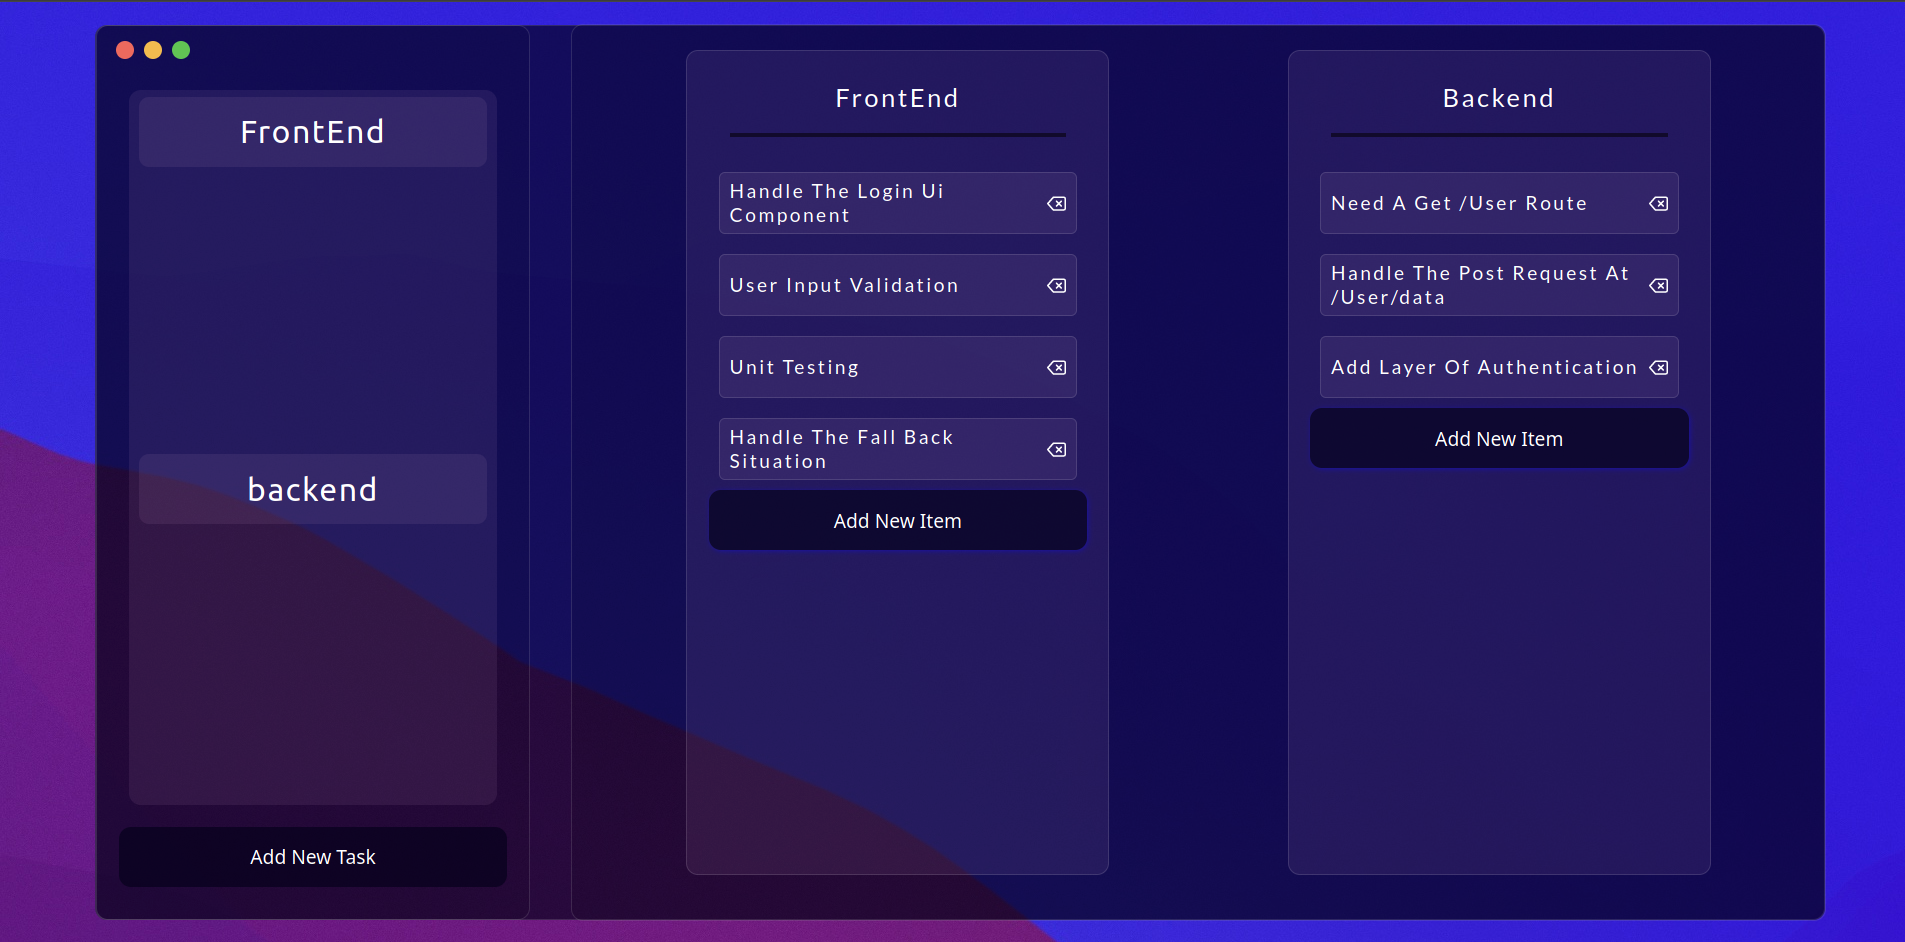 FrontEnd
backend
Add New Task
FrontEnd
Handle The Login Ui
Component
User Input Validation
Unit Testing
Handle The Fall Back
Situation
Add New Item
Backend
Need A Get /User Route
Handle The Post Request At
/User/data
Add Layer Of Authentication
Add New Item